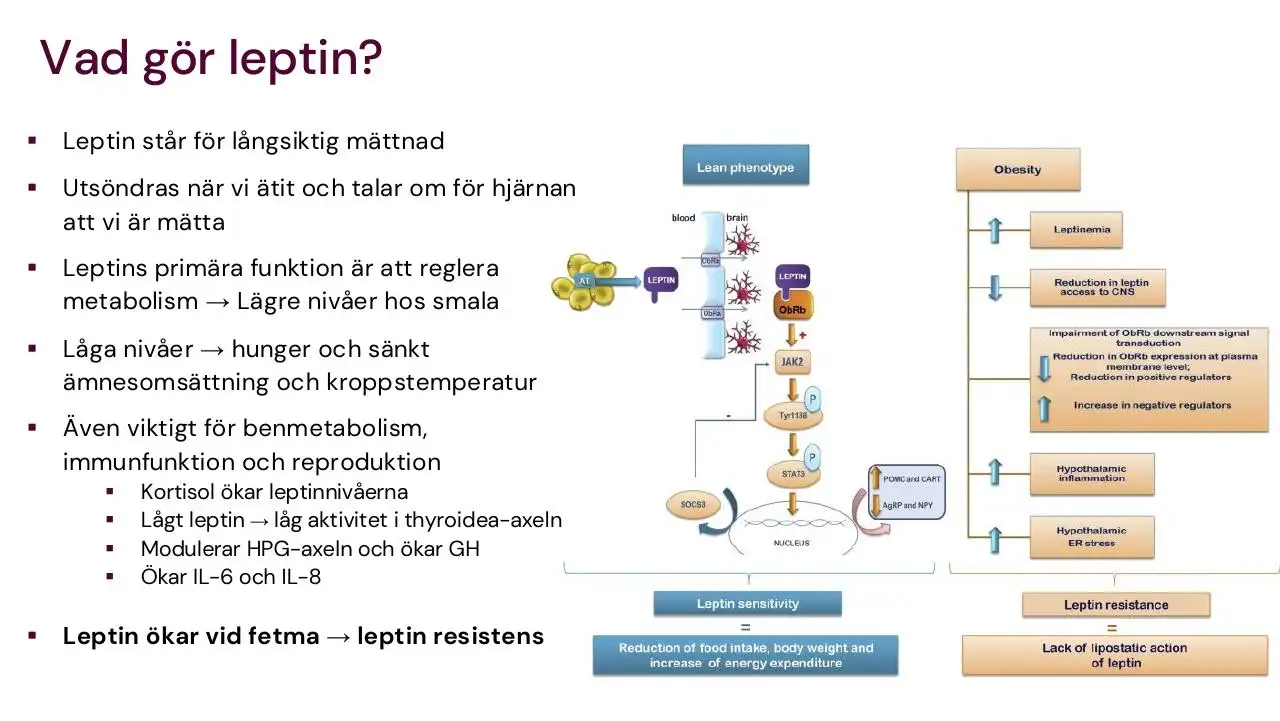 Vad gör leptin?
▪ Leptin står för långsiktig mättnad
▪ Utsöndras när vi ätit och talar om för hjärnan
att vi är mätta
▪ Leptins primära funktion är att reglera
metabolism → Lägre nivåer hos smala
▪ Låga nivåer → hunger och sänkt
ämnesomsättning och kroppstemperatur
▪ Även viktigt för benmetabolism,
immunfunktion och reproduktion
▪ Kortisol ökar leptinnivåerna
▪ Lågt leptin → låg aktivitet i thyroidea-axeln
▪ Modulerar HPG-axeln och ökar GH
▪ Ökar IL-6 och IL-8
▪ Leptin ökar vid fetma → leptin resistens
Lean phenotype
blood
brain
ObRa
AT
LEPTIN
ObRa
LEPTIN
ObRb
+
JAK2
P
Tyr1138
-
P
STAT3
SOCS3
POMC and CART
AgRP and NPY
NUCLEUS
Leptin sensitivity
=
Reduction of food intake, body weight and
increase of energy expenditure
Obesity
Leptinemia
Reduction in leptin
access to CNS
Impairment of ObRb downstream signal
transduction
Reduction in ObRb expression at plasma
membrane level;
Reduction in positive regulators
Increase in negative regulators
Hypothalamic
inflammation
Hypothalamic
ER stress
Leptin resistance
=
Lack of lipostatic action
of leptin